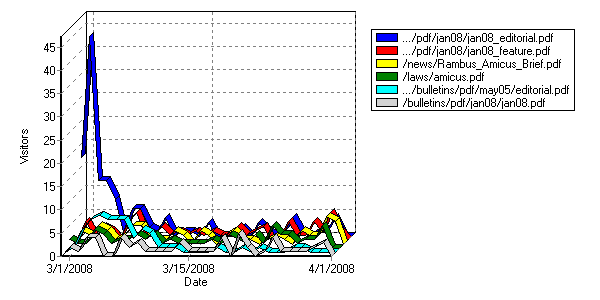 45
40
35
30
25
20
15
10
5
0
Visitors
3/1/2008
3/15/2008
4/1/2008
Date
.../pdf/jan08/jan08_editorial.pdf
.../pdf/jan08/jan08_feature.pdf
/news/Rambus_Amicus_Brief.pdf
/laws/amicus.pdf
.../bulletins/pdf/may05/editorial.pdf
/bulletins/pdf/jan08/jan08.pdf